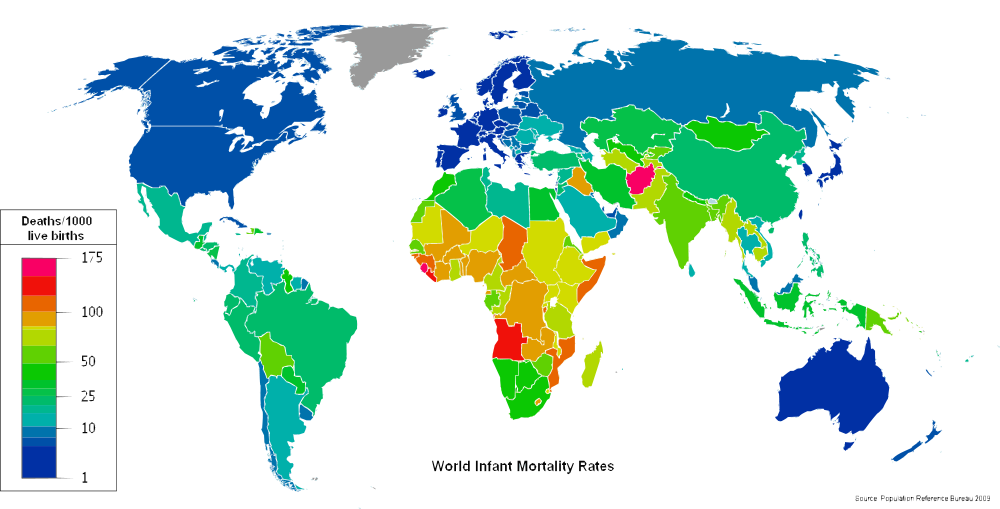 Deaths/1000
live births
175
100
50
25
10
1
World Infant Mortality Rates
Source: Population Reference Bureau 2009